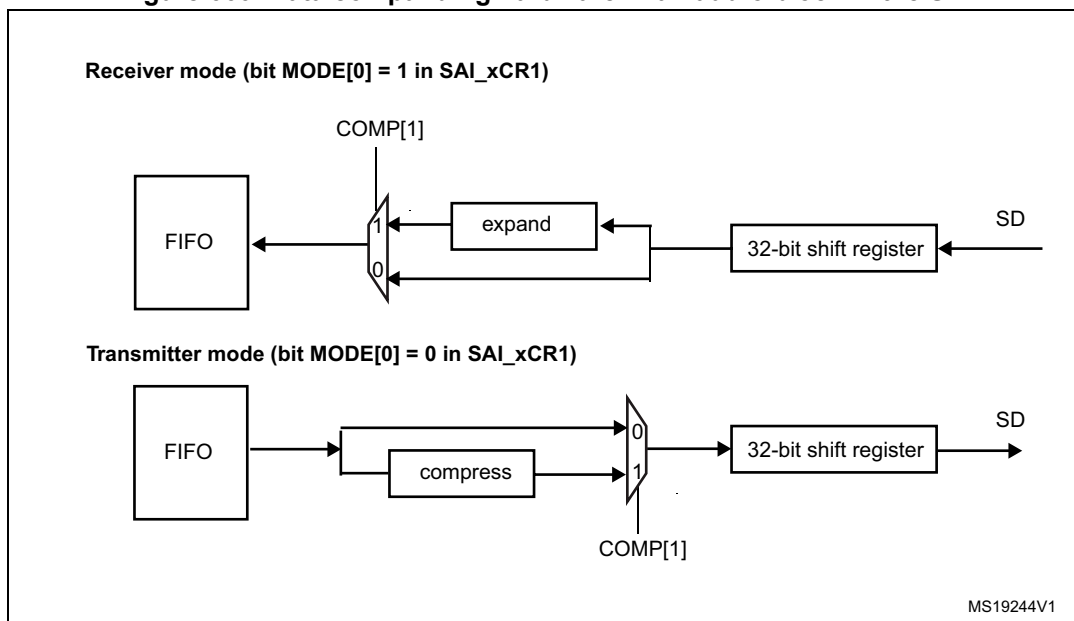 Receiver mode (bit MODE[0] = 1 in SAI_xCR1)
COMP[1]
FIFO
1
0
expand
32-bit shift register
SD
Transmitter mode (bit MODE[0] = 0 in SAI_xCR1)
FIFO
compress
0
1
COMP[1]
32-bit shift register
SD
MS19244V1